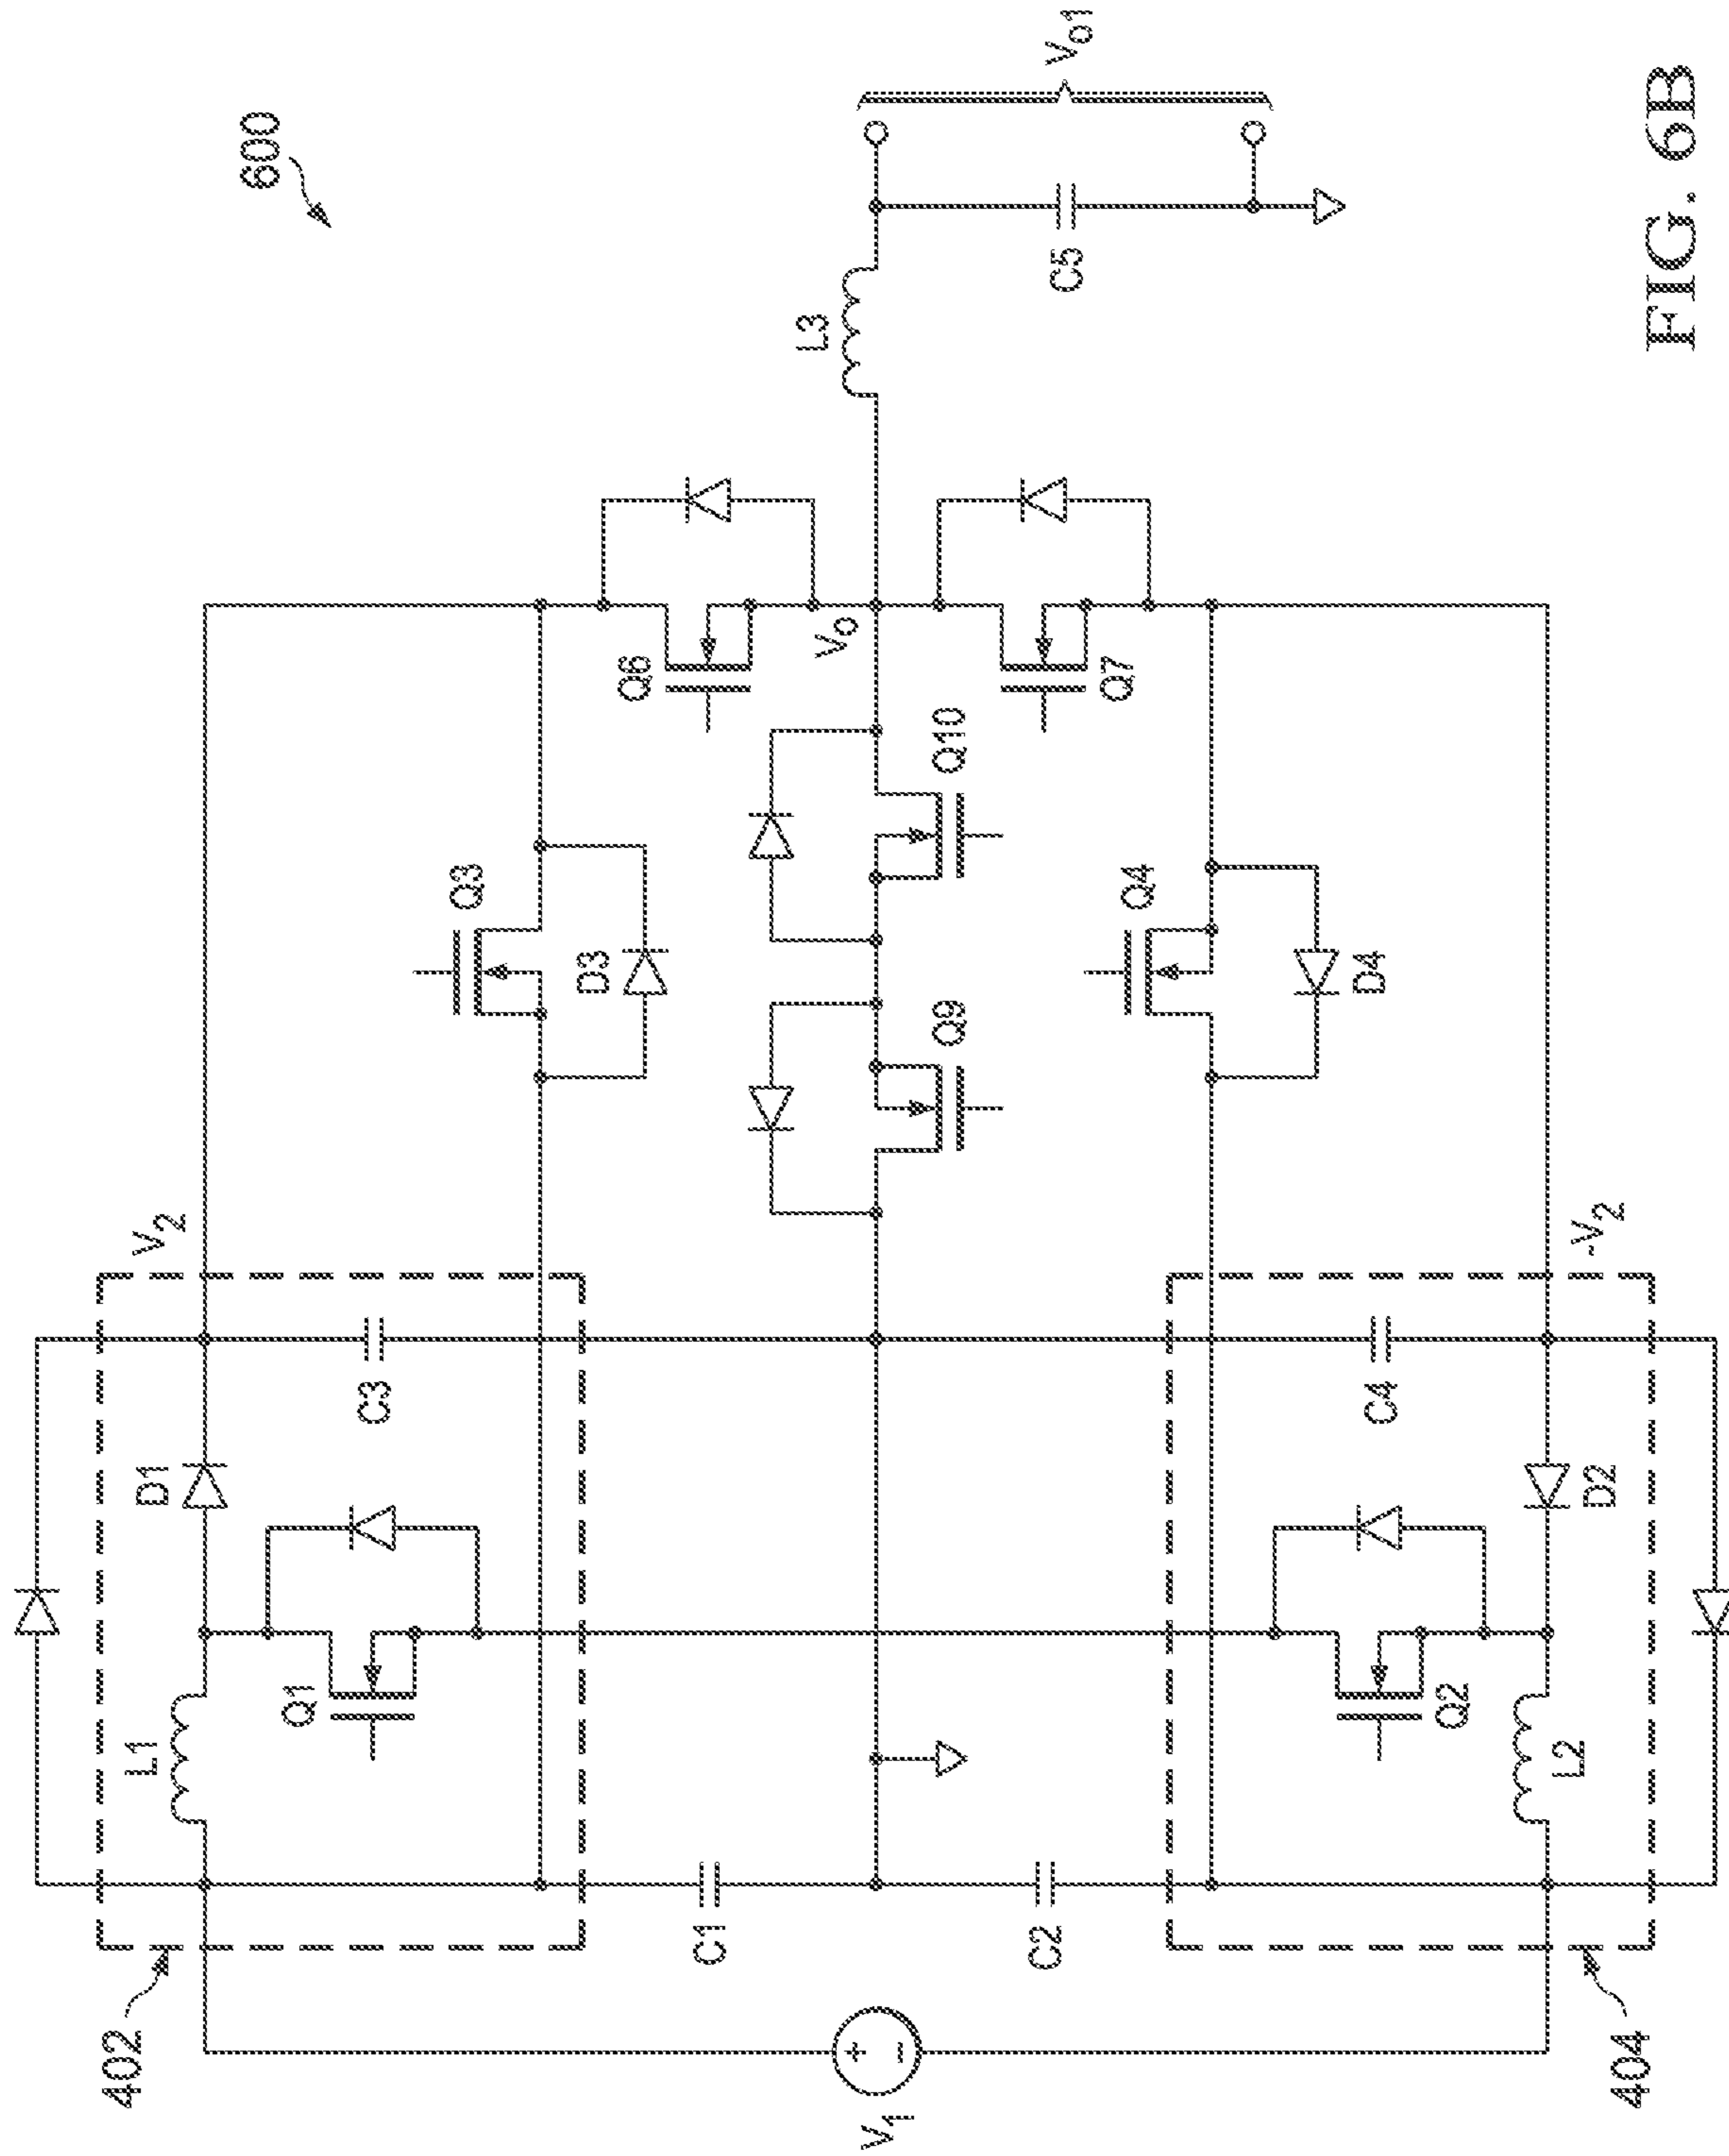 600
402
V2
L1
D1
C3
Q1
Q3
D3
Q6
Vo
L3
Vo1
V1
+
-
C1
C2
Q9
Q10
C5
Q7
Q4
D4
Q2
C4
L2
D2
-V2
404
FIG. 6B